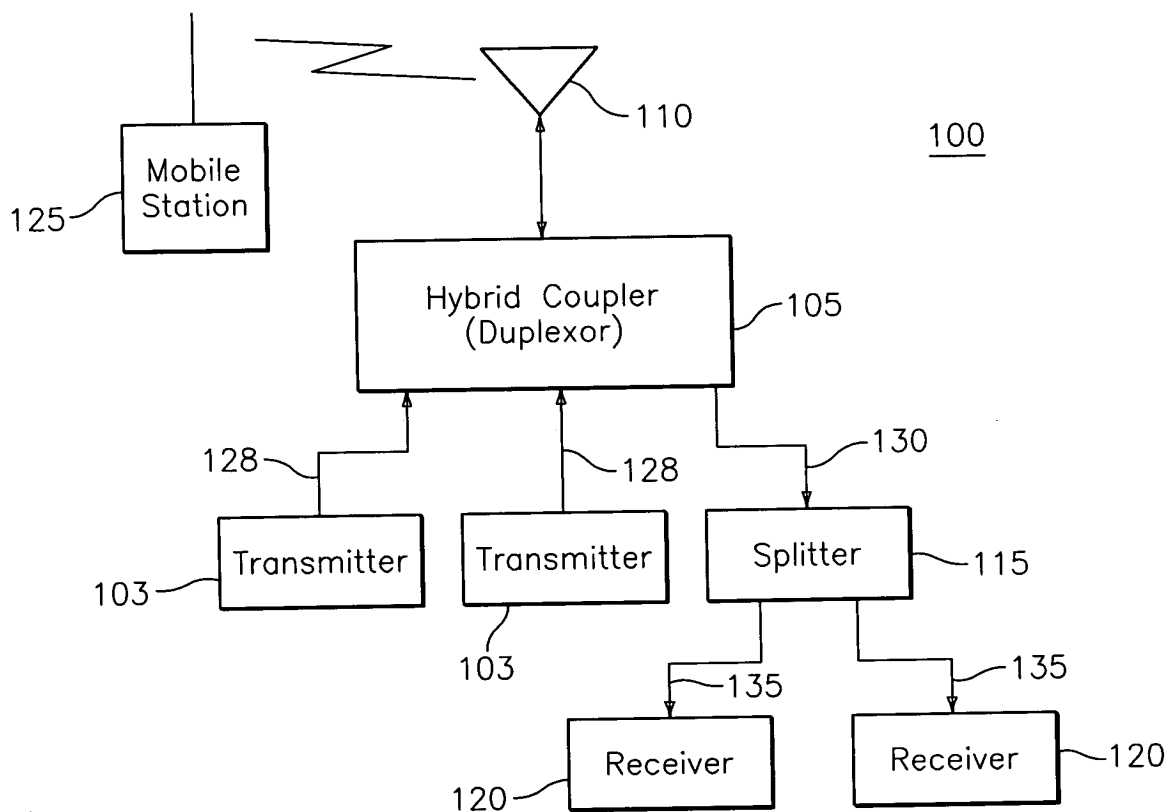 110
100
Mobile
Station
125
Hybrid Coupler
(Duplexor)
105
128
128
130
Transmitter
Transmitter
Splitter
103
115
103
135
135
Receiver
Receiver
120
120